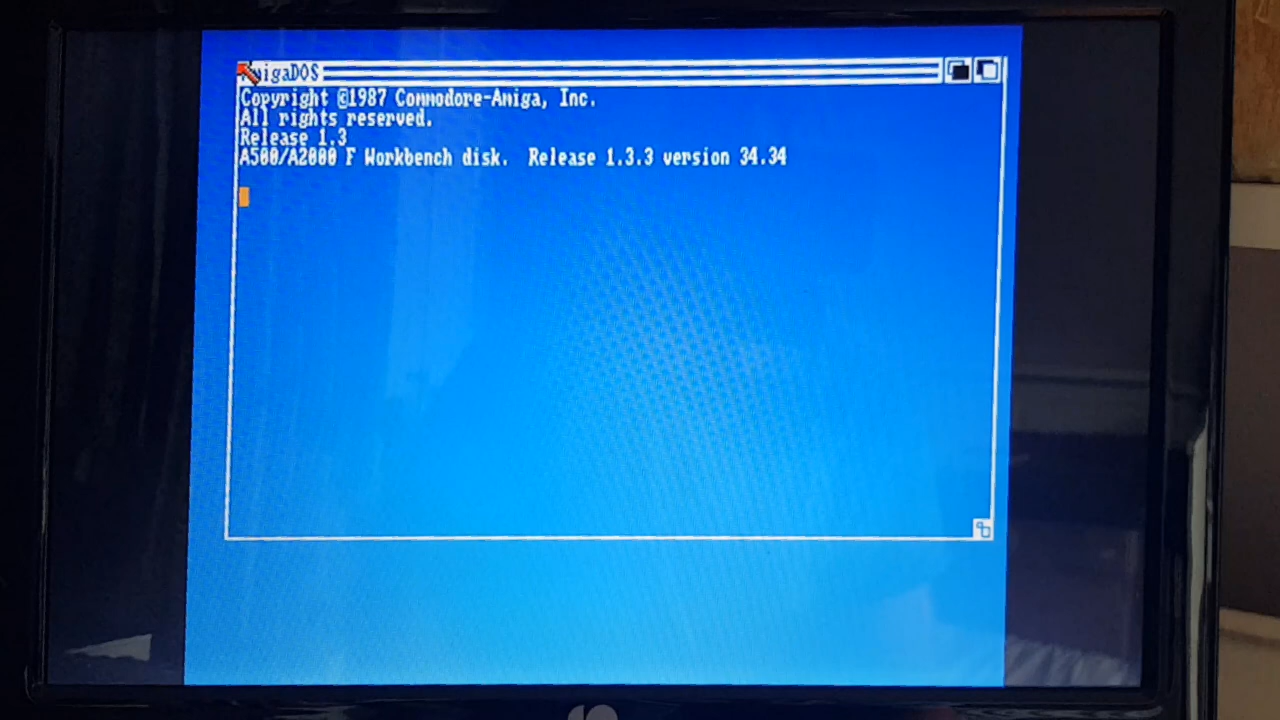 AmigaDOS
Copyright ©1987 Commodore-Amiga, Inc.
All rights reserved.
Release 1.3
A500/A2000 F Workbench disk.  Release 1.3.3 version 34.34